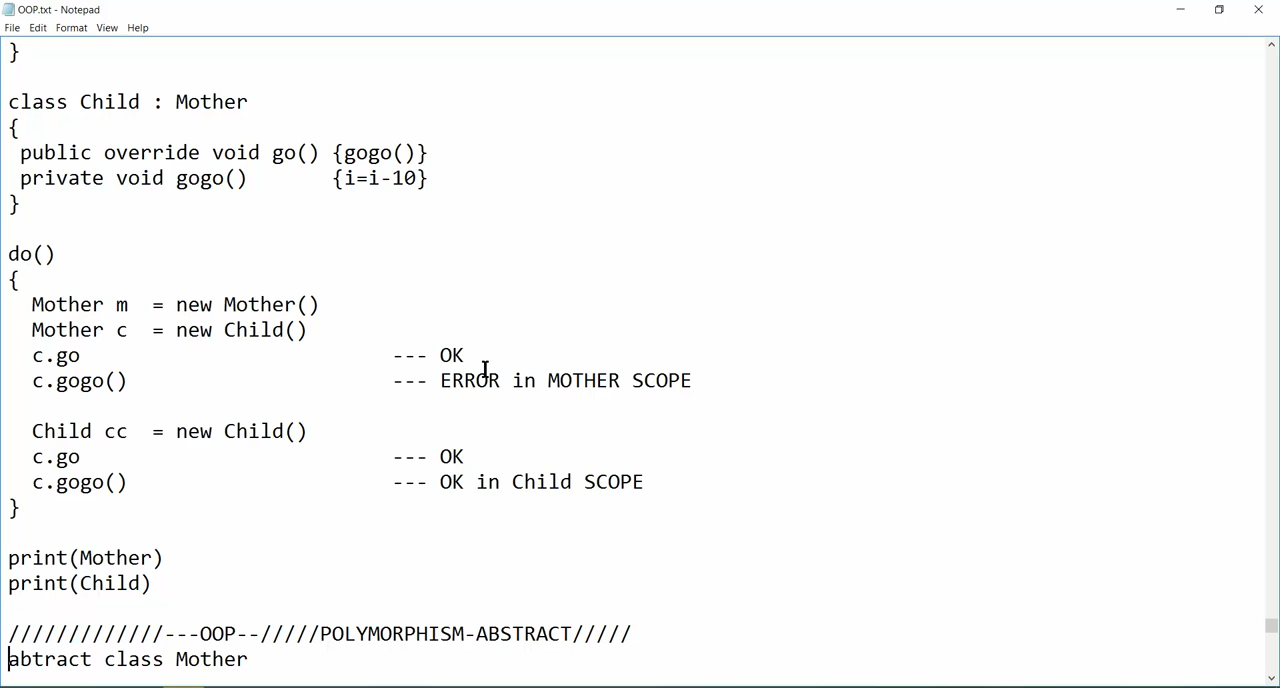 OOP.txt - Notepad
File Edit Format View Help
}
class Child : Mother
{
public override void go() {gogo()}
private void gogo() {i=i-10}
}
do()
{
Mother m = new Mother()
Mother c = new Child()
c.go --- OK
c.gogo() --- ERROR in MOTHER SCOPE
Child cc = new Child()
c.go --- OK
c.gogo() --- OK in Child SCOPE
}
print(Mother)
print(Child)
/////////////---OOP--/////POLYMORPHISM-ABSTRACT/////
abtract class Mother